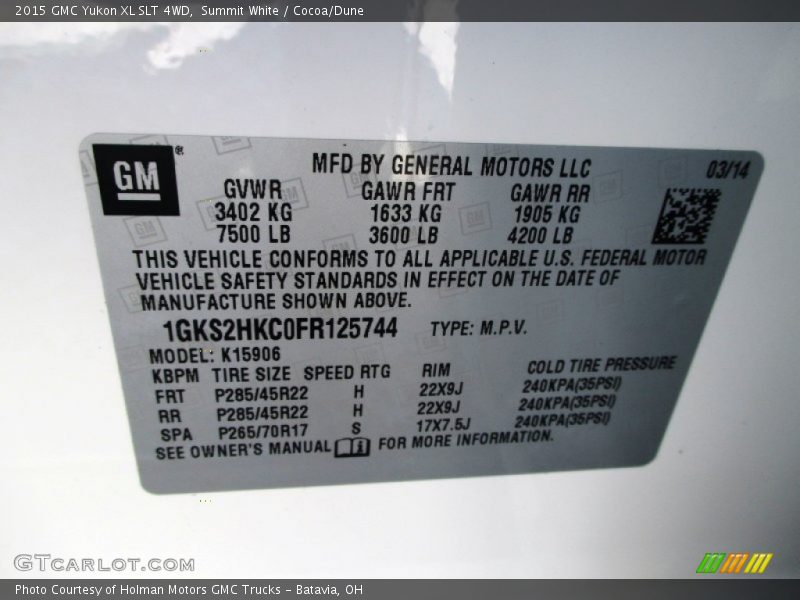 2015 GMC Yukon XL SLT 4WD, Summit White / Cocoa/Dune
GM ®
MFD BY GENERAL MOTORS LLC 03/14
GVWR GAWR FRT GAWR RR
3402 KG 1633 KG 1905 KG
7500 LB 3600 LB 4200 LB
THIS VEHICLE CONFORMS TO ALL APPLICABLE U.S. FEDERAL MOTOR
VEHICLE SAFETY STANDARDS IN EFFECT ON THE DATE OF
MANUFACTURE SHOWN ABOVE.
1GKS2HKC0FR125744 TYPE: M.P.V.
MODEL: K15906
KBPM TIRE SIZE SPEED RTG RIM COLD TIRE PRESSURE
FRT P285/45R22 H 22X9J 240KPA(35PSI)
RR P285/45R22 H 22X9J 240KPA(35PSI)
SPA P265/70R17 S 17X7.5J 240KPA(35PSI)
SEE OWNER'S MANUAL FOR MORE INFORMATION.
GTCARLOT.COM
Photo Courtesy of Holman Motors GMC Trucks - Batavia, OH